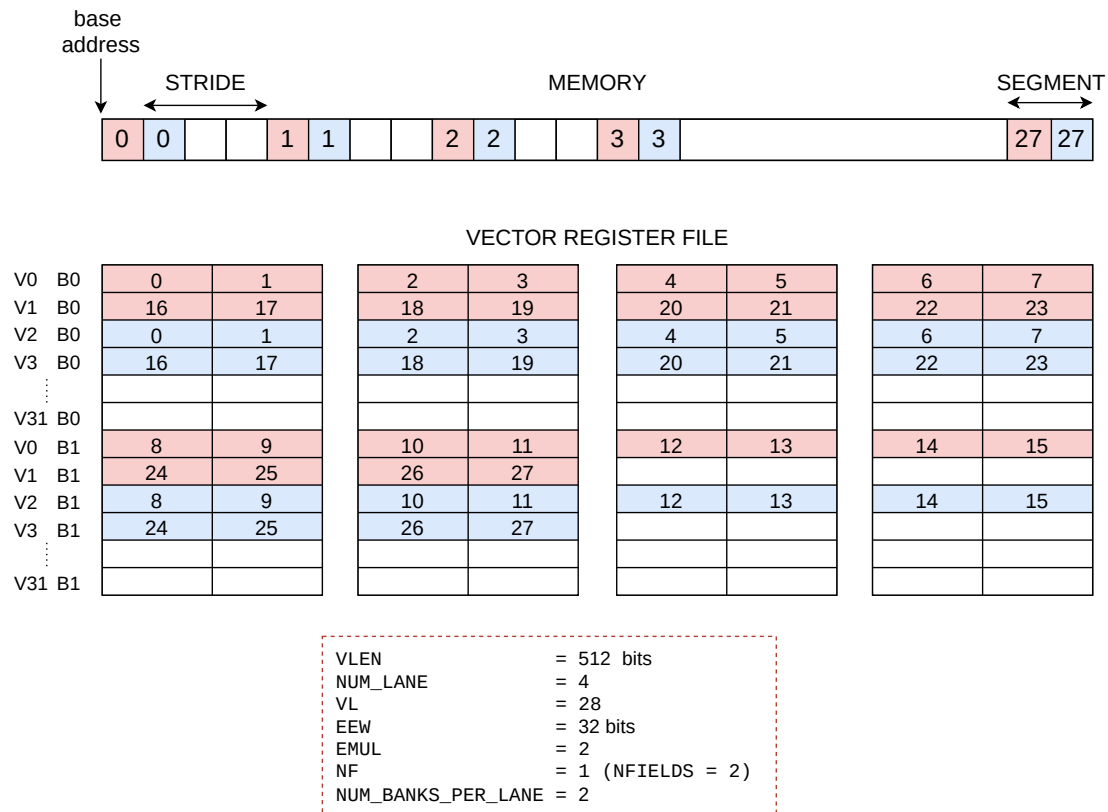 base
address
STRIDE MEMORY SEGMENT
0 0 1 1 2 2 3 3 27 27
VECTOR REGISTER FILE
V0 B0 0 1 2 3 4 5 6 7
V1 B0 16 17 18 19 20 21 22 23
V2 B0 0 1 2 3 4 5 6 7
V3 B0 16 17 18 19 20 21 22 23
V31 B0
V0 B1 8 9 10 11 12 13 14 15
V1 B1 24 25 26 27
V2 B1 8 9 10 11 12 13 14 15
V3 B1 24 25 26 27
V31 B1
VLEN = 512 bits
NUM_LANE = 4
VL = 28
EEW = 32 bits
EMUL = 2
NF = 1 (NFIELDS = 2)
NUM_BANKS_PER_LANE = 2